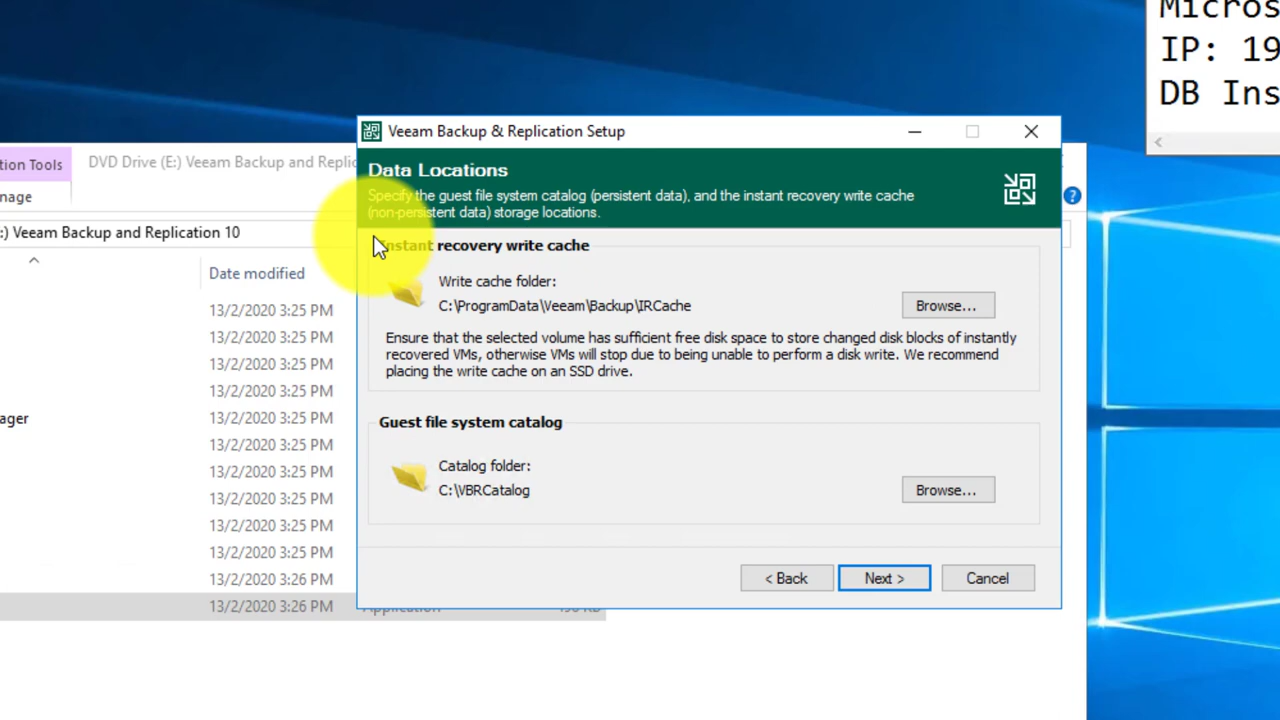 Micros
IP: 19
DB Ins
tion Tools
DVD Drive (E:) Veeam Backup and Replic
nage
:) Veeam Backup and Replication 10
Date modified
13/2/2020 3:25 PM
13/2/2020 3:25 PM
13/2/2020 3:25 PM
13/2/2020 3:25 PM
ager
13/2/2020 3:25 PM
13/2/2020 3:25 PM
13/2/2020 3:25 PM
13/2/2020 3:25 PM
13/2/2020 3:25 PM
13/2/2020 3:25 PM
13/2/2020 3:26 PM
13/2/2020 3:26 PM
Application
Veeam Backup & Replication Setup
Data Locations
Specify the guest file system catalog (persistent data), and the instant recovery write cache
(non-persistent data) storage locations.
Instant recovery write cache
Write cache folder:
C:\ProgramData\Veeam\Backup\IRCache
Browse...
Ensure that the selected volume has sufficient free disk space to store changed disk blocks of instantly
recovered VMs, otherwise VMs will stop due to being unable to perform a disk write. We recommend
placing the write cache on an SSD drive.
Guest file system catalog
Catalog folder:
C:\VBRCatalog
Browse...
< Back
Next >
Cancel